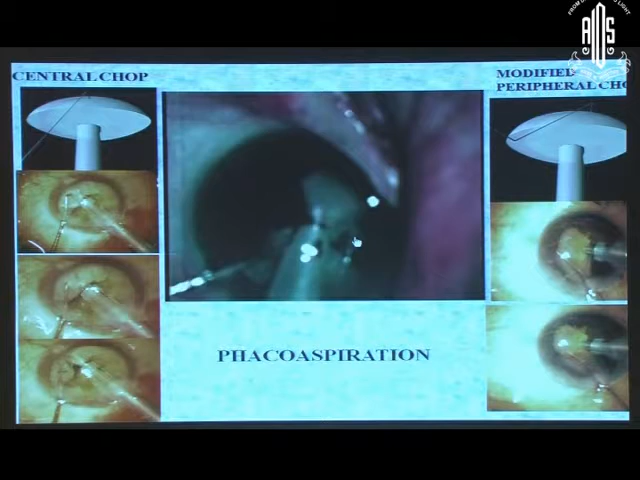 CENTRAL CHOP
MODIFIED
PERIPHERAL CHO
PHACOASPIRATION